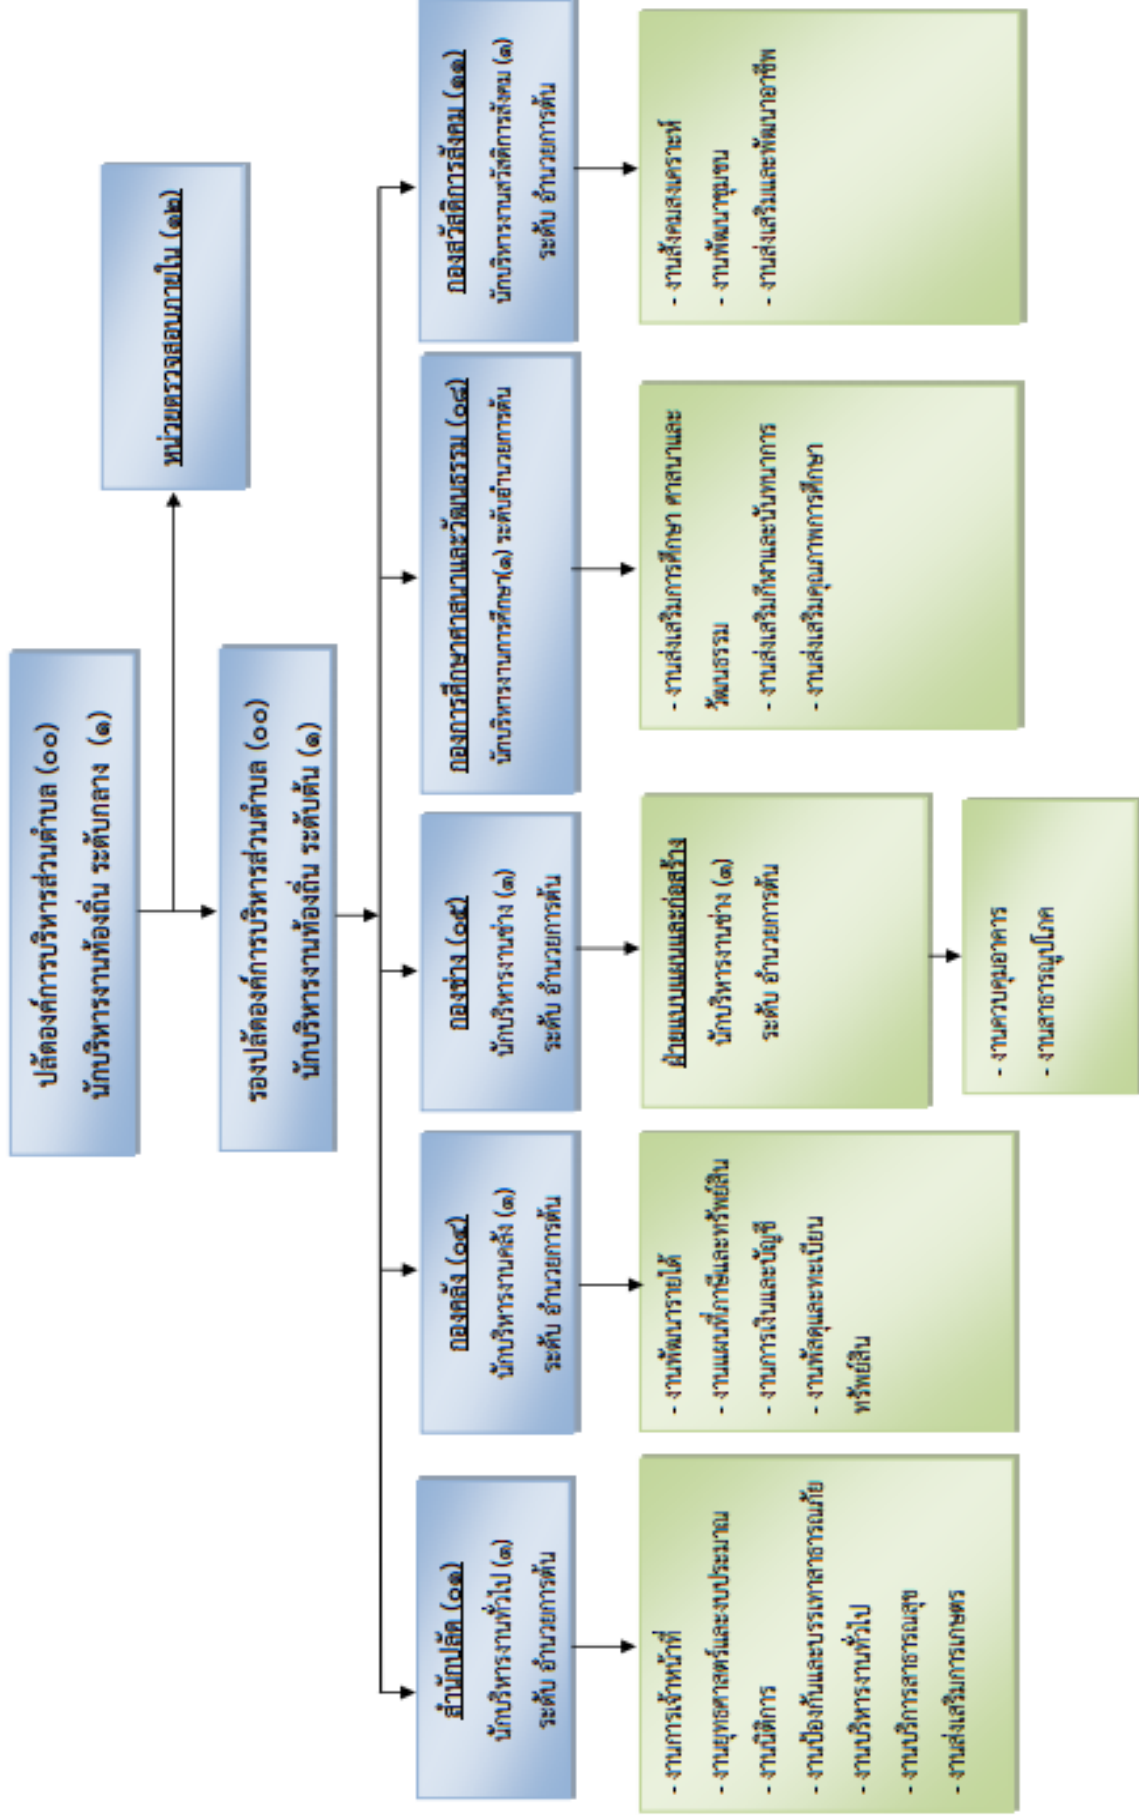 ปลัดองค์การบริหารส่วนตำบล (๐๐)
นักบริหารงานท้องถิ่น ระดับกลาง (๑)
หน่วยตรวจสอบภายใน (๑๒)
รองปลัดองค์การบริหารส่วนตำบล (๐๐)
นักบริหารงานท้องถิ่น ระดับต้น (๑)
สำนักปลัด (๐๑)
นักบริหารงานทั่วไป (๓)
ระดับ อำนวยการต้น
กองคลัง (๐๔)
นักบริหารงานคลัง (๓)
ระดับ อำนวยการต้น
กองช่าง (๐๕)
นักบริหารงานช่าง (๓)
ระดับ อำนวยการต้น
กองการศึกษาศาสนาและวัฒนธรรม (๐๘)
นักบริหารงานการศึกษา(๑) ระดับอำนวยการต้น
กองสวัสดิการสังคม (๑๑)
นักบริหารงานสวัสดิการสังคม (๓)
ระดับ อำนวยการต้น
- งานการเจ้าหน้าที่
- งานยุทธศาสตร์และงบประมาณ
- งานนิติการ
- งานป้องกันและบรรเทาสาธารณภัย
- งานบริหารงานทั่วไป
- งานบริการสาธารณสุข
- งานส่งเสริมการเกษตร
- งานพัฒนารายได้
- งานแผนที่ภาษีและทรัพย์สิน
- งานการเงินและบัญชี
- งานพัสดุและทะเบียน
ทรัพย์สิน
ฝ่ายแบบแผนและก่อสร้าง
นักบริหารงานช่าง (๓)
ระดับ อำนวยการต้น
- งานควบคุมอาคาร
- งานสาธารณูปโภค
- งานส่งเสริมการศึกษา ศาสนาและ
วัฒนธรรม
- งานส่งเสริมกีฬาและนันทนาการ
- งานส่งเสริมคุณภาพการศึกษา
- งานสังคมสงเคราะห์
- งานพัฒนาชุมชน
- งานส่งเสริมและพัฒนาอาชีพ